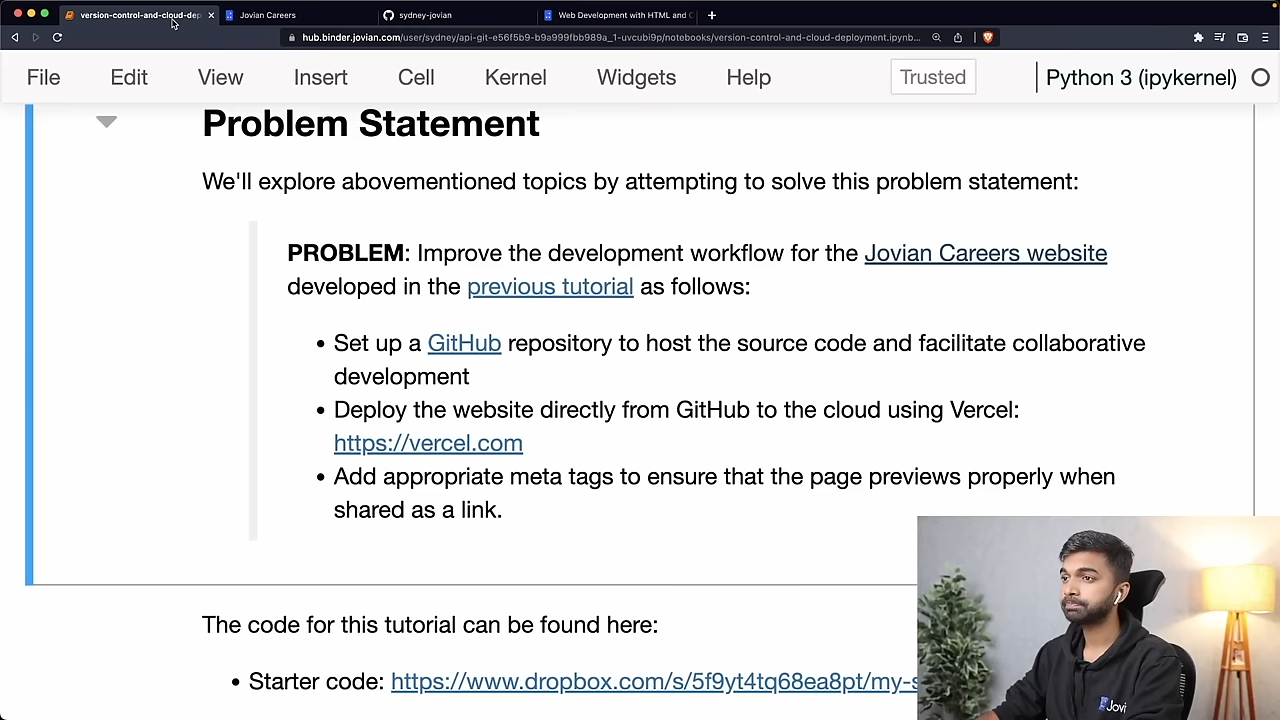 version-control-and-cloud-dep
Jovian Careers
sydney-jovian
Web Development with HTML and C
hub.binder.jovian.com/user/sydney/api-git-e56f5b9-b9a999fbb989a_1-uvcubi9p/notebooks/version-control-and-cloud-deployment.ipynb...
File Edit View Insert Cell Kernel Widgets Help Trusted Python 3 (ipykernel)
Problem Statement
We'll explore abovementioned topics by attempting to solve this problem statement:
PROBLEM: Improve the development workflow for the Jovian Careers website
developed in the previous tutorial as follows:
• Set up a GitHub repository to host the source code and facilitate collaborative
development
• Deploy the website directly from GitHub to the cloud using Vercel:
https://vercel.com
• Add appropriate meta tags to ensure that the page previews properly when
shared as a link.
The code for this tutorial can be found here:
• Starter code: https://www.dropbox.com/s/5f9yt4tq68ea8pt/my-s
Jovi